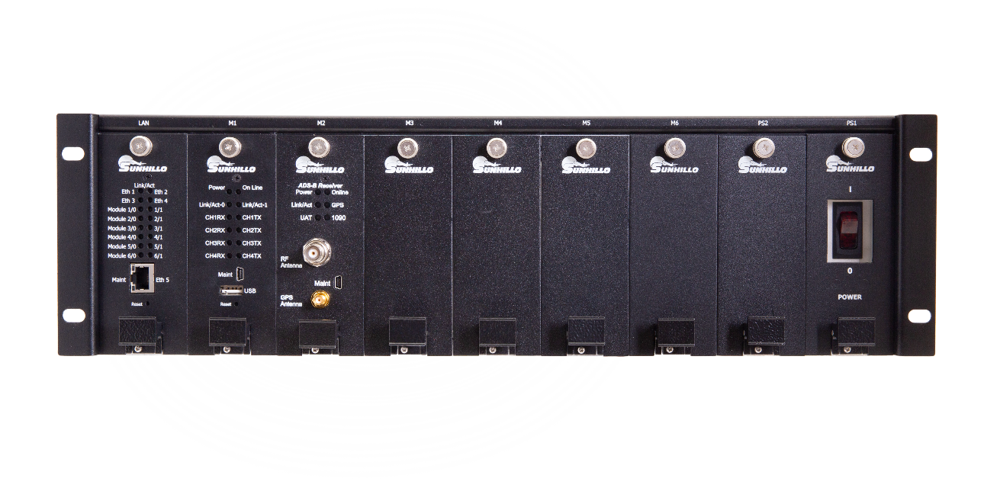 LAN M1 M2 M3 M4 M5 M6 PS2 PS1
SUNHILLO
Link/Act
Eth 1 Eth 2
Eth 3 Eth 4
Module 1/0 1/1
Module 2/0 2/1
Module 3/0 3/1
Module 4/0 4/1
Module 5/0 5/1
Module 6/0 6/1
Maint Eth 5
Reset
SUNHILLO
Power On Line
Link/Act-0 Link/Act-1
CH1RX CH1TX
CH2RX CH2TX
CH3RX CH3TX
CH4RX CH4TX
Maint
USB
Reset
SUNHILLO
ADS-B Receiver
Power Online
Link/Act GPS
UAT 1090
RF
Antenna
Maint
GPS
Antenna
SUNHILLO
SUNHILLO
SUNHILLO
SUNHILLO
SUNHILLO
SUNHILLO
I
0
POWER